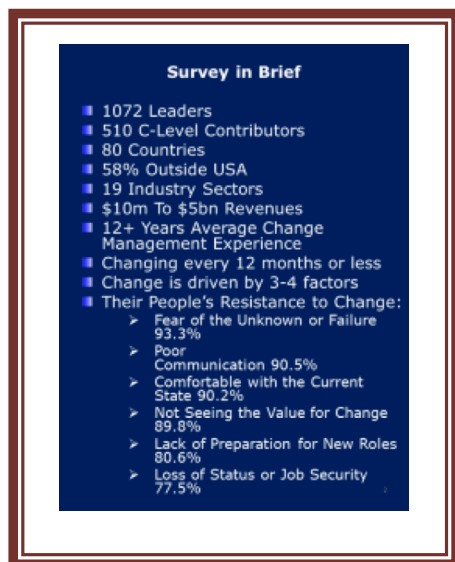 Survey in Brief
1072 Leaders
510 C-Level Contributors
80 Countries
58% Outside USA
19 Industry Sectors
$10m To $5bn Revenues
12+ Years Average Change
Management Experience
Changing every 12 months or less
Change is driven by 3-4 factors
Their People's Resistance to Change:
Fear of the Unknown or Failure
93.3%
Poor
Communication 90.5%
Comfortable with the Current
State 90.2%
Not Seeing the Value for Change
89.8%
Lack of Preparation for New Roles
80.6%
Loss of Status or Job Security
77.5%